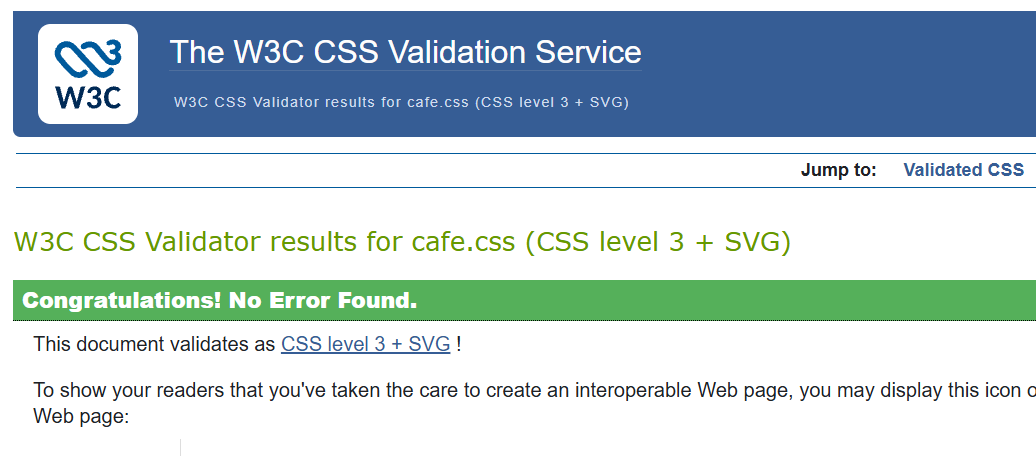 W3C
The W3C CSS Validation Service
W3C CSS Validator results for cafe.css (CSS level 3 + SVG)
Jump to: Validated CSS
W3C CSS Validator results for cafe.css (CSS level 3 + SVG)
Congratulations! No Error Found.
This document validates as CSS level 3 + SVG !
To show your readers that you've taken the care to create an interoperable Web page, you may display this icon
Web page: